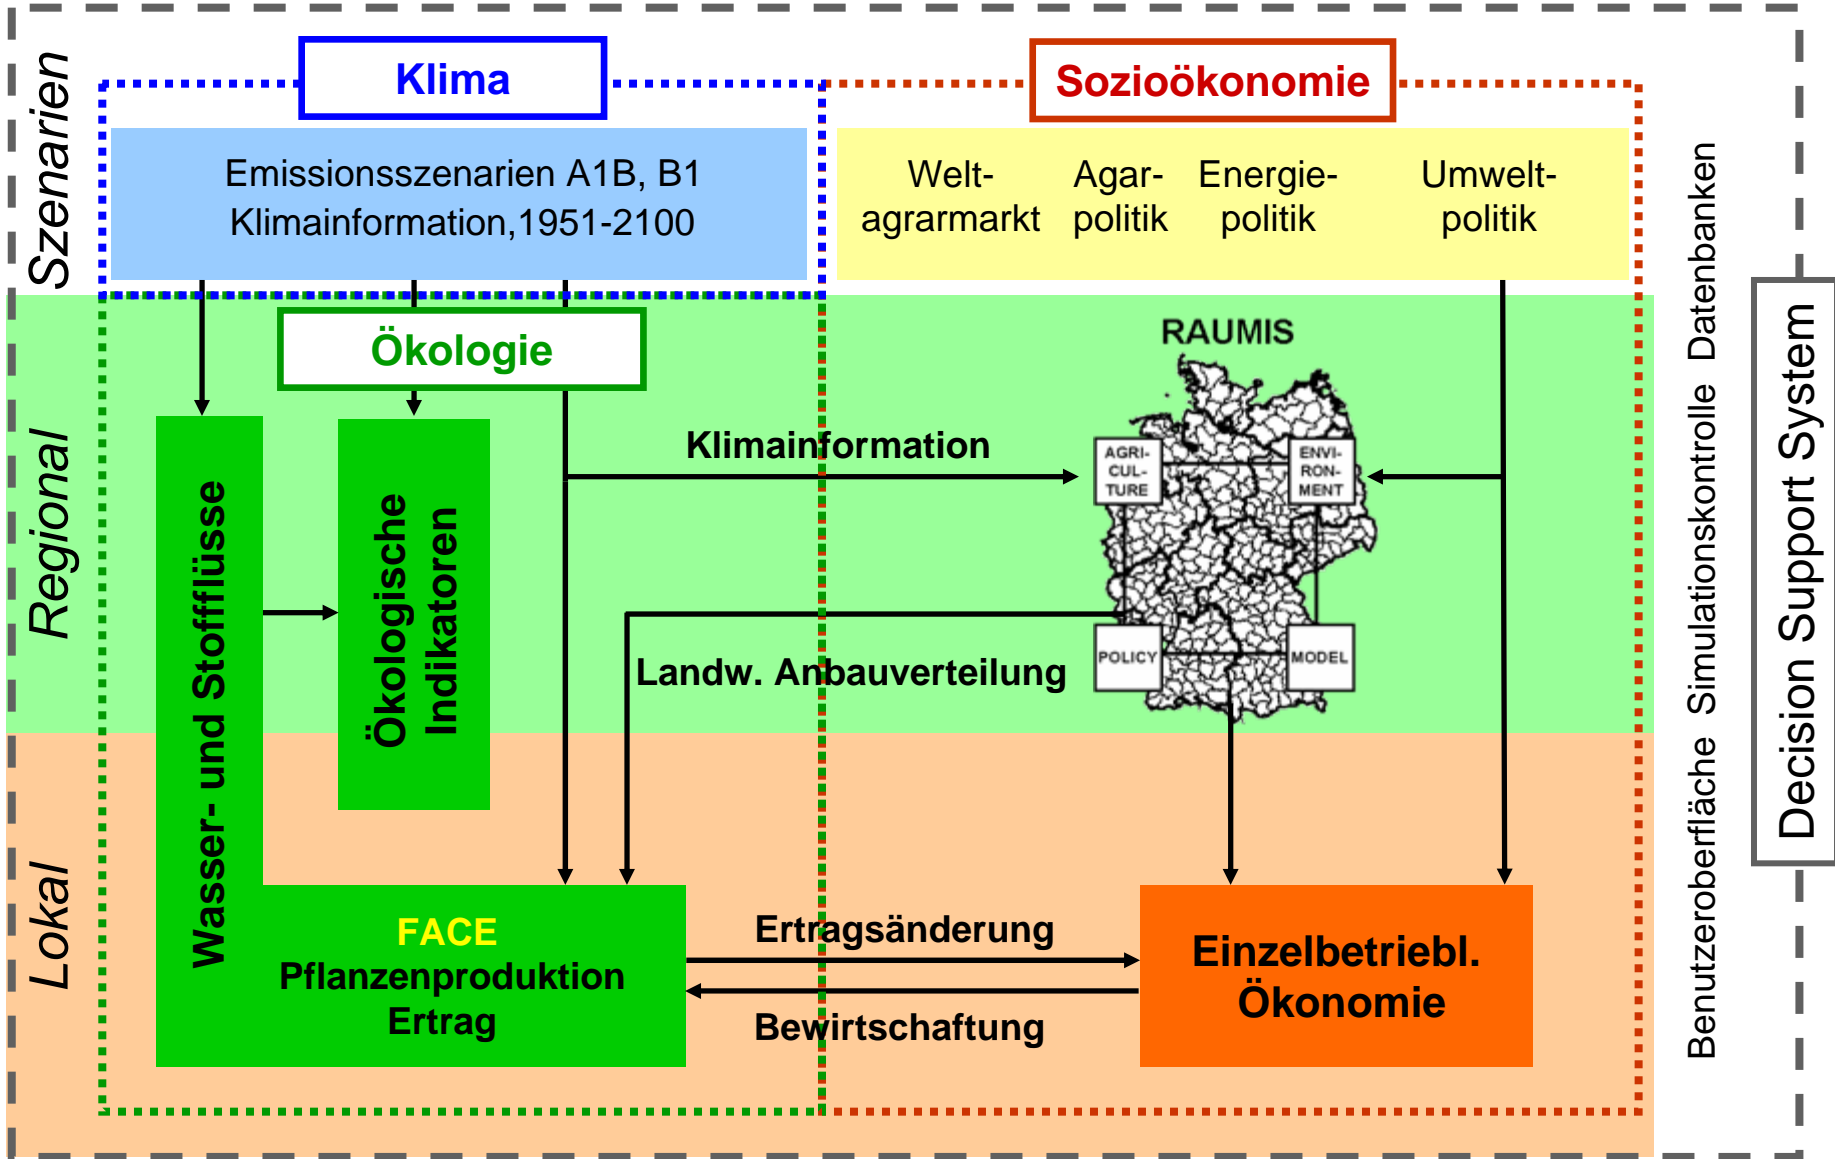 Szenarien
Klima
Sozioökonomie
Emissionsszenarien A1B, B1
Klimainformation,1951-2100
Welt-
agrarmarkt
Agar-
politik
Energie-
politik
Umwelt-
politik
Regional
Ökologie
RAUMIS
AGRI-
CUL-
TURE
ENVI-
RON-
MENT
POLICY
MODEL
Klimainformation
Wasser- und Stoffflüsse
Ökologische
Indikatoren
Landw. Anbauverteilung
Lokal
FACE
Pflanzenproduktion
Ertrag
Ertragsänderung
Bewirtschaftung
Einzelbetriebl.
Ökonomie
Benutzeroberfläche Simulationskontrolle Datenbanken
Decision Support System